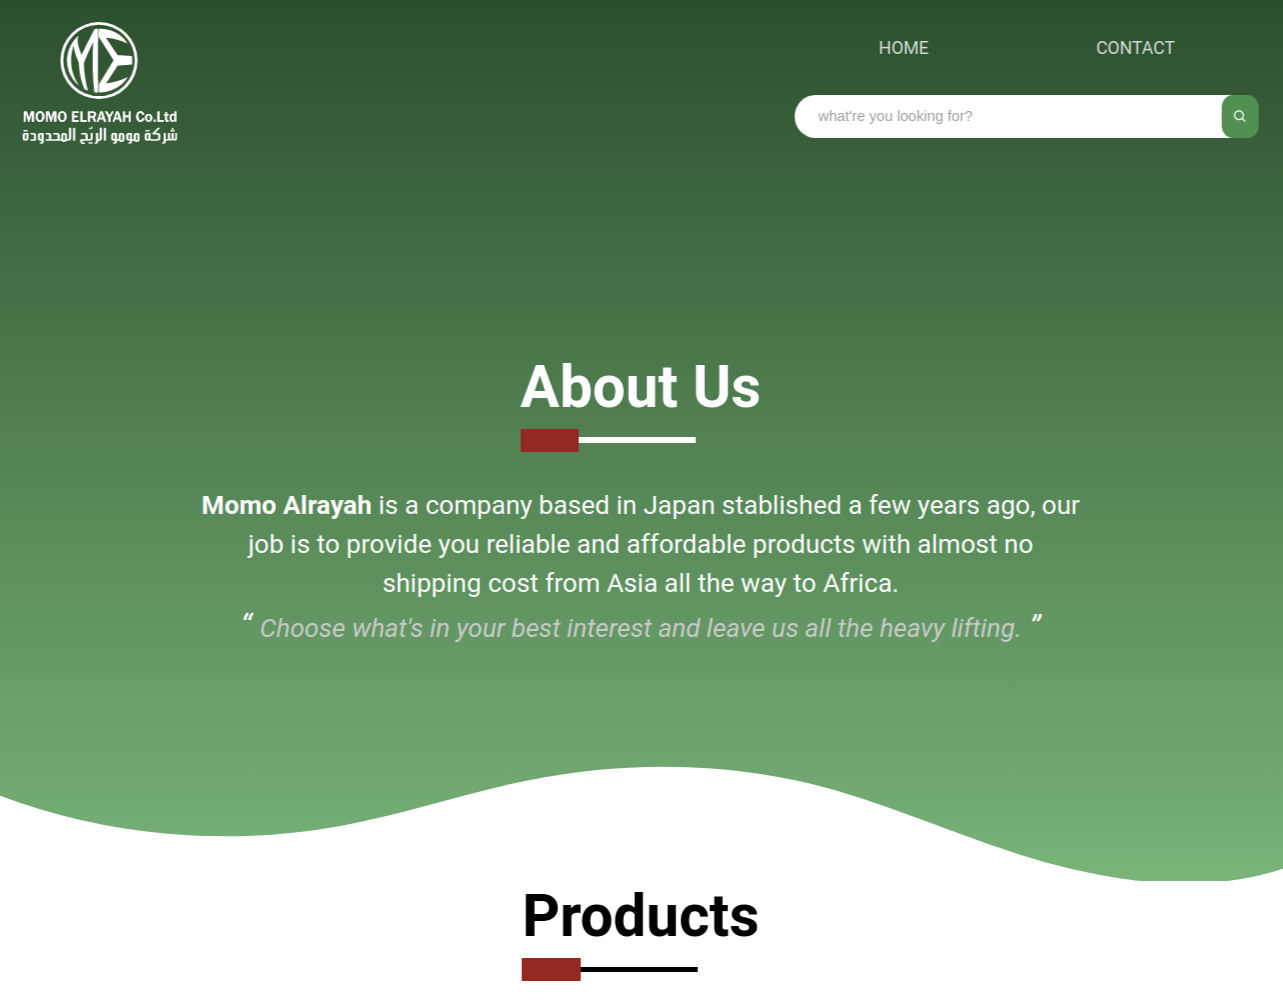 MOMO ELRAYAH Co.Ltd
شركة مومو الريّح المحدودة
HOME
CONTACT
what're you looking for?
About Us
Momo Alrayah is a company based in Japan stablished a few years ago, our
job is to provide you reliable and affordable products with almost no
shipping cost from Asia all the way to Africa.
“ Choose what's in your best interest and leave us all the heavy lifting. ”
Products